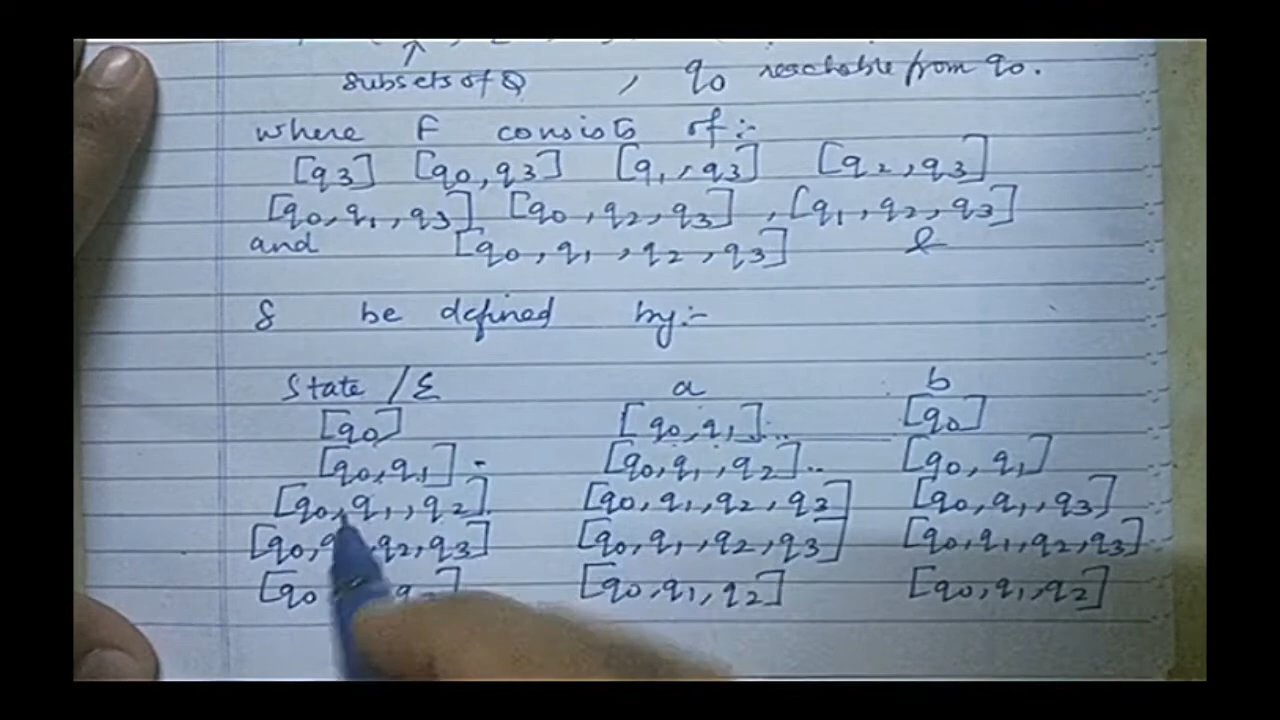 subsets of Q , q0 reachable from q0.
where F consists of :-
[q3] [q0, q3] [q1, q3] [q2, q3]
[q0, q1, q3] [q0, q2, q3] , [q1, q2, q3]
and [q0, q1, q2, q3] &
δ be defined by:-
State / Σ a b
[q0] [q0, q1] [q0]
[q0, q1] [q0, q1, q2] [q0, q1]
[q0, q1, q2] [q0, q1, q2, q3] [q0, q1, q3]
[q0, , q2, q3] [q0, q1, q2, q3] [q0, q1, q2, q3]
[q0 ] [q0, q1, q2] [q0, q1, q2]